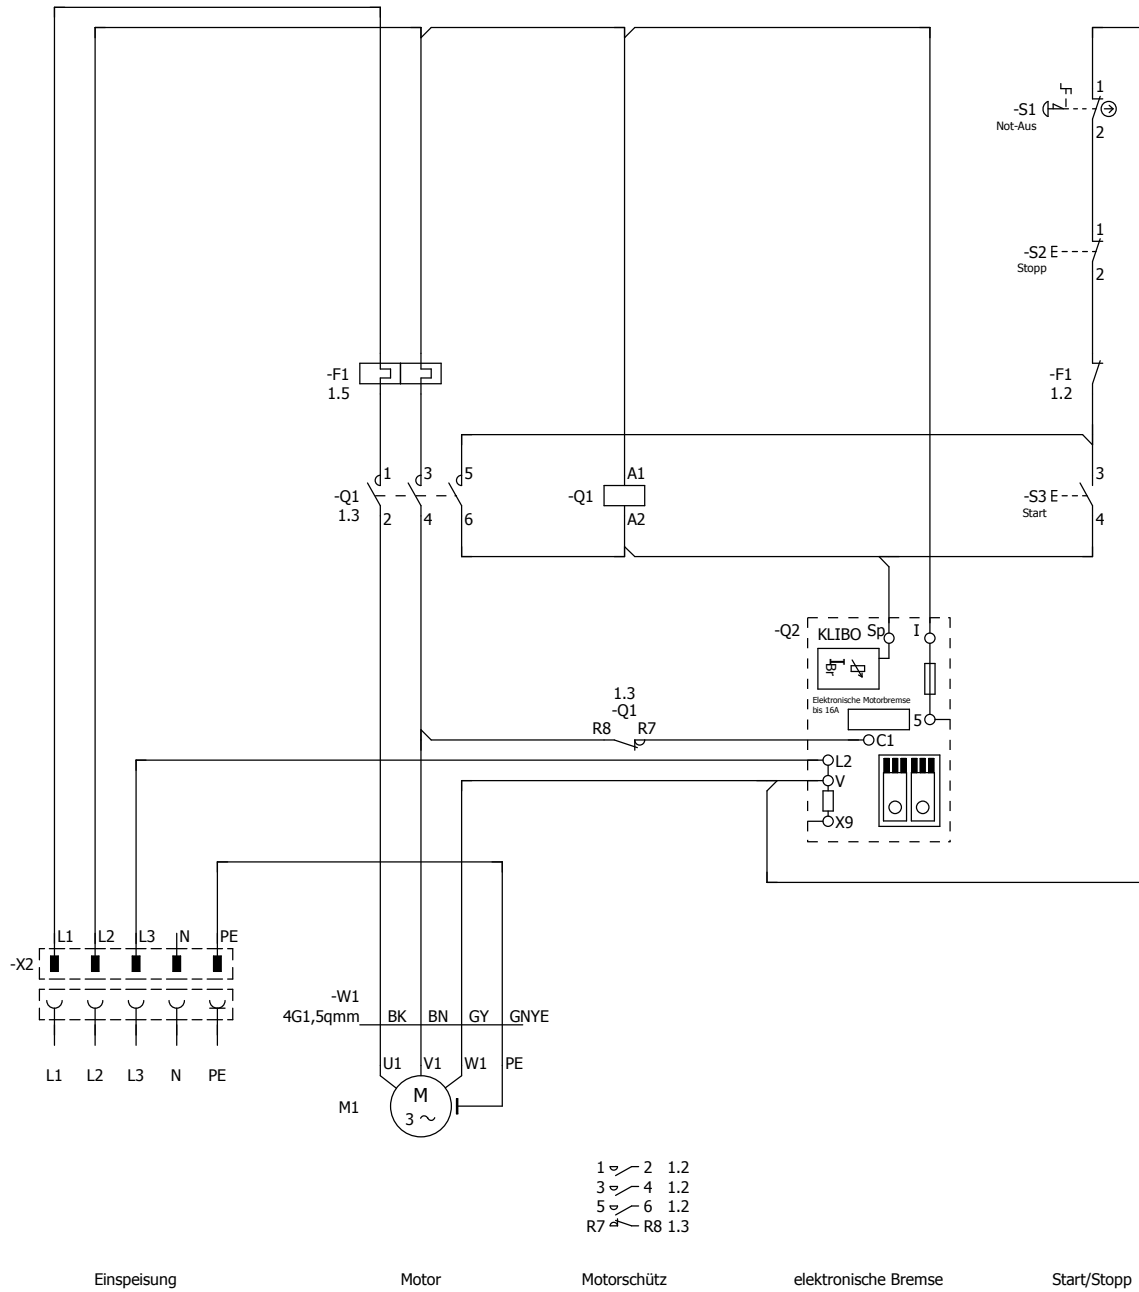 1
-S1
Not-Aus
2
1
-S2 E
Stopp
2
-F1
1.5
-F1
1.2
1 3 5
-Q1
1.3
2 4 6
A1
-Q1
A2
3
-S3 E
Start
4
-Q2
KLIBO
Sp
I
IBr
Elektronische Motorbremse
bis 16A
5
1.3
-Q1
R8 R7
C1
L2
V
X9
L1 L2 L3 N PE
-X2
L1 L2 L3 N PE
-W1
4G1,5qmm
BK BN GY GNYE
U1 V1 W1 PE
M1
M
3 ~
1 2 1.2
3 4 1.2
5 6 1.2
R7 R8 1.3
Einspeisung Motor Motorschütz elektronische Bremse Start/Stopp